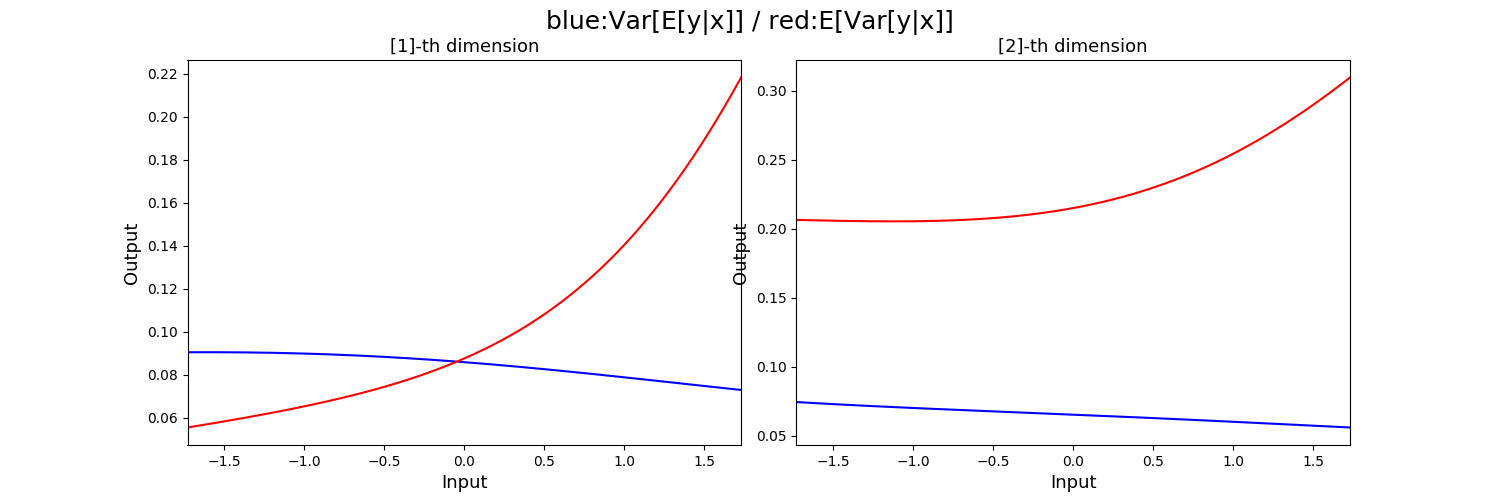 blue:Var[E[y|x]] / red:E[Var[y|x]]
[1]-th dimension
0.22
0.20
0.18
0.16
0.14
0.12
0.10
0.08
0.06
Output
−1.5 −1.0 −0.5 0.0 0.5 1.0 1.5
Input
[2]-th dimension
0.30
0.25
0.20
0.15
0.10
0.05
Output
−1.5 −1.0 −0.5 0.0 0.5 1.0 1.5
Input